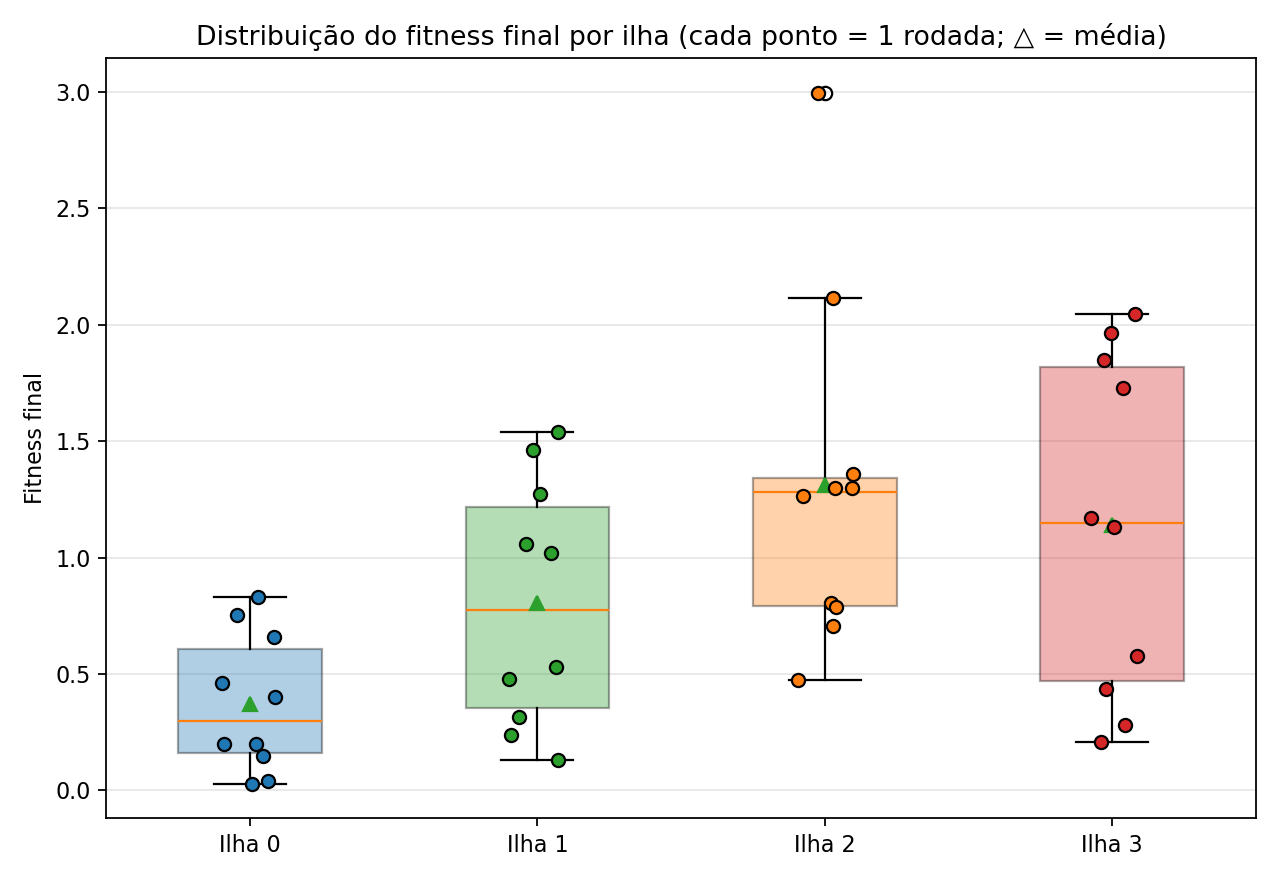 Distribuição do fitness final por ilha (cada ponto = 1 rodada; △ = média)
Fitness final
3.0
2.5
2.0
1.5
1.0
0.5
0.0
Ilha 0 Ilha 1 Ilha 2 Ilha 3